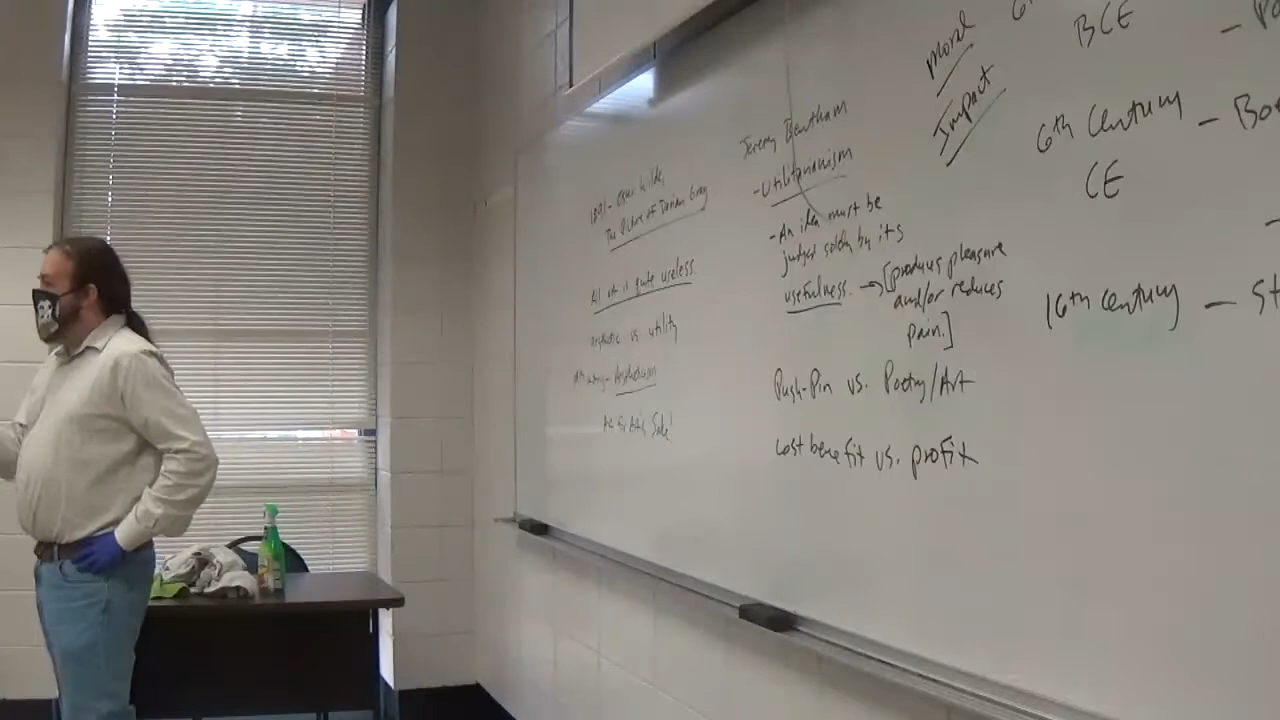 1891 - Oscar Wilde,
The Picture of Dorian Gray
All art is quite useless.
aesthetic vs utility
Aestheticism
Art for Art's Sake!
Jeremy Bentham
- Utilitarianism
- An idea must be
judged solely by its
usefulness. → [produces pleasure
and/or reduces
pain.]
Push-Pin vs. Poetry/Art
cost benefit vs. profit
Moral
Impact
BCE
6th Century -
CE
16th century -